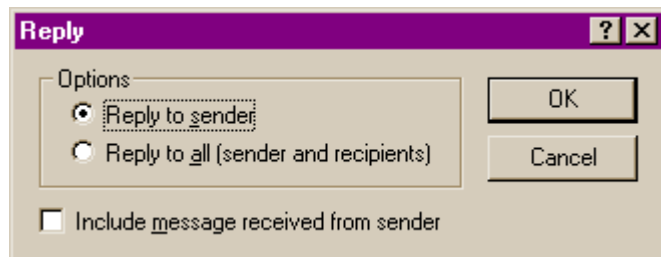 Reply
Options
Reply to sender
OK
Reply to all (sender and recipients)
Cancel
Include message received from sender